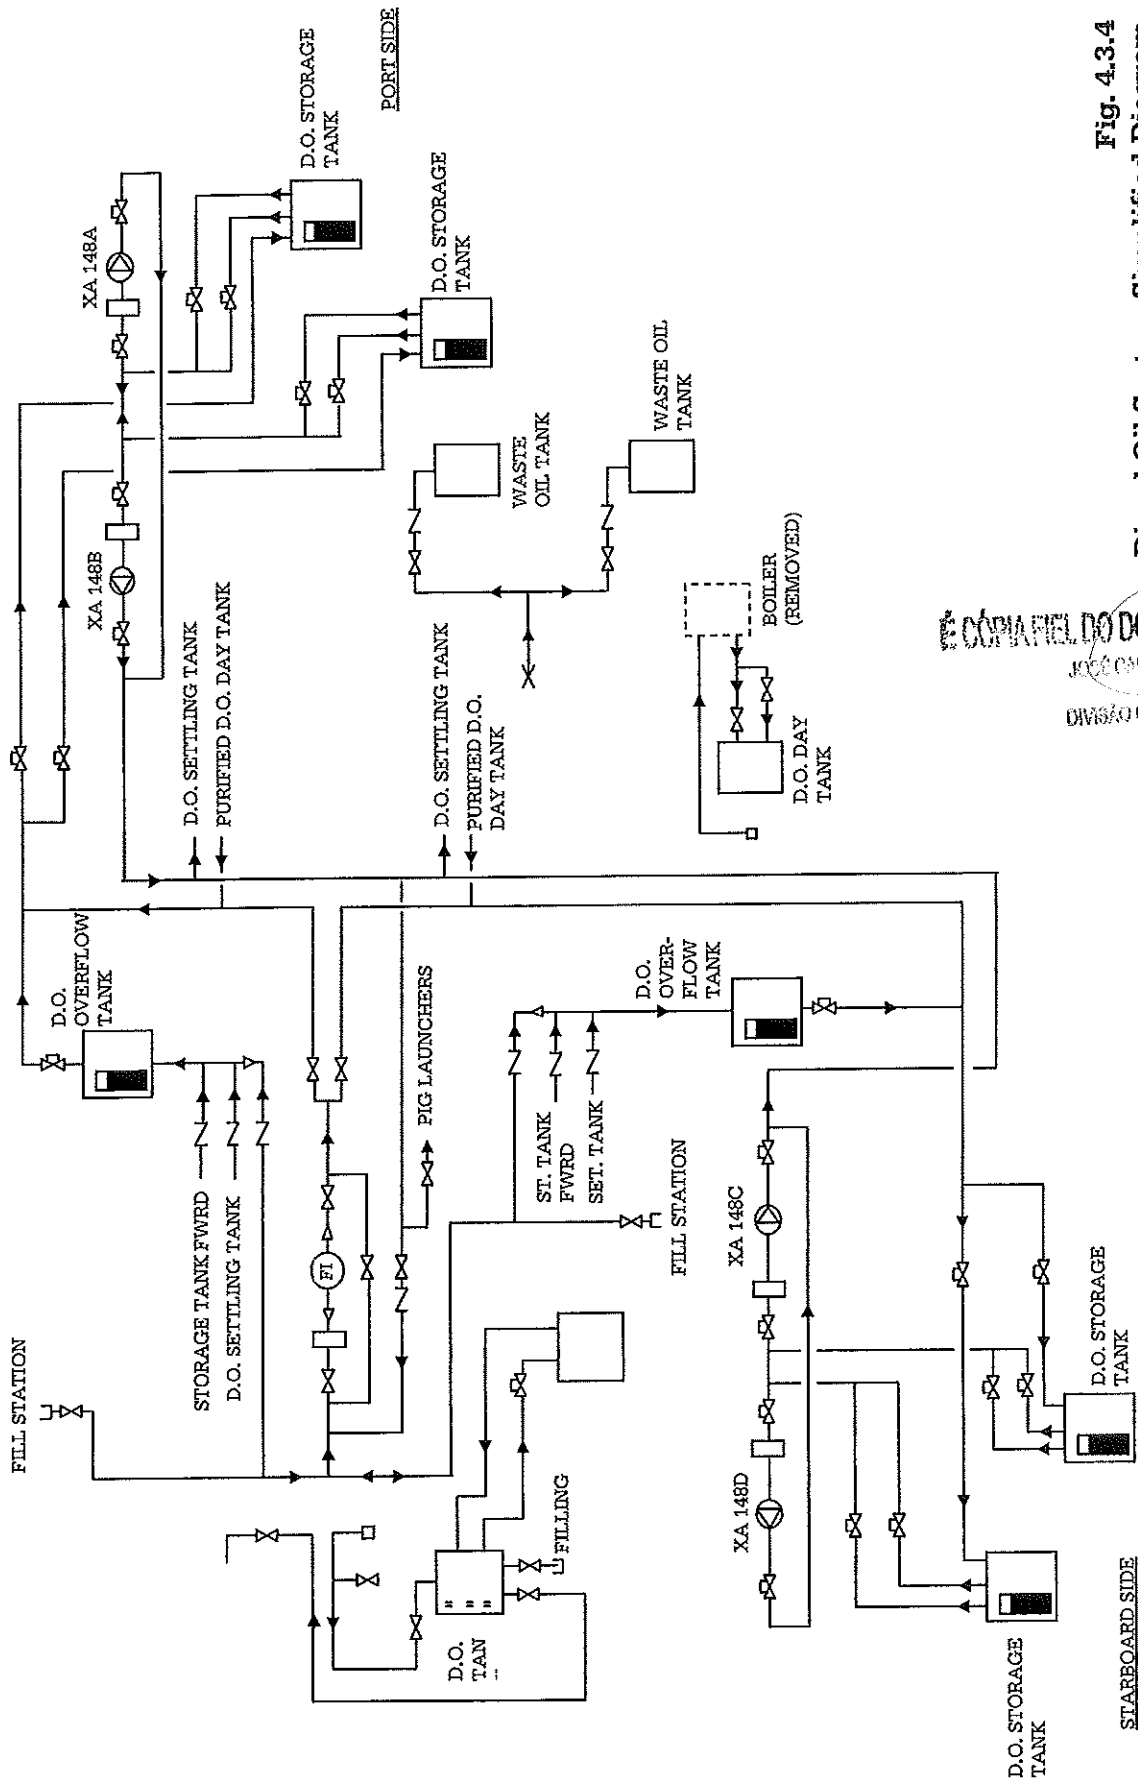 PORT SIDE
D.O. STORAGE
TANK
XA 148A
D.O. STORAGE
TANK
XA 148B
WASTE
OIL TANK
WASTE OIL
TANK
D.O. SETTLING TANK
PURIFIED D.O. DAY TANK
D.O. SETTLING TANK
PURIFIED D.O.
DAY TANK
BOILER
(REMOVED)
D.O. DAY
TANK
D.O.
OVERFLOW
TANK
PIG LAUNCHERS
D.O.
OVER-
FLOW
TANK
STORAGE TANK FWRD
D.O. SETTLING TANK
FI
ST. TANK
FWRD
SET. TANK
FILL STATION
FILL STATION
XA 148C
XA 148D
FILLING
D.O.
TAN
D.O. STORAGE
TANK
D.O. STORAGE
TANK
STARBOARD SIDE
Fig. 4.3.4
É CÓPIA FIEL DO
JOSÉ
DIVISÃO